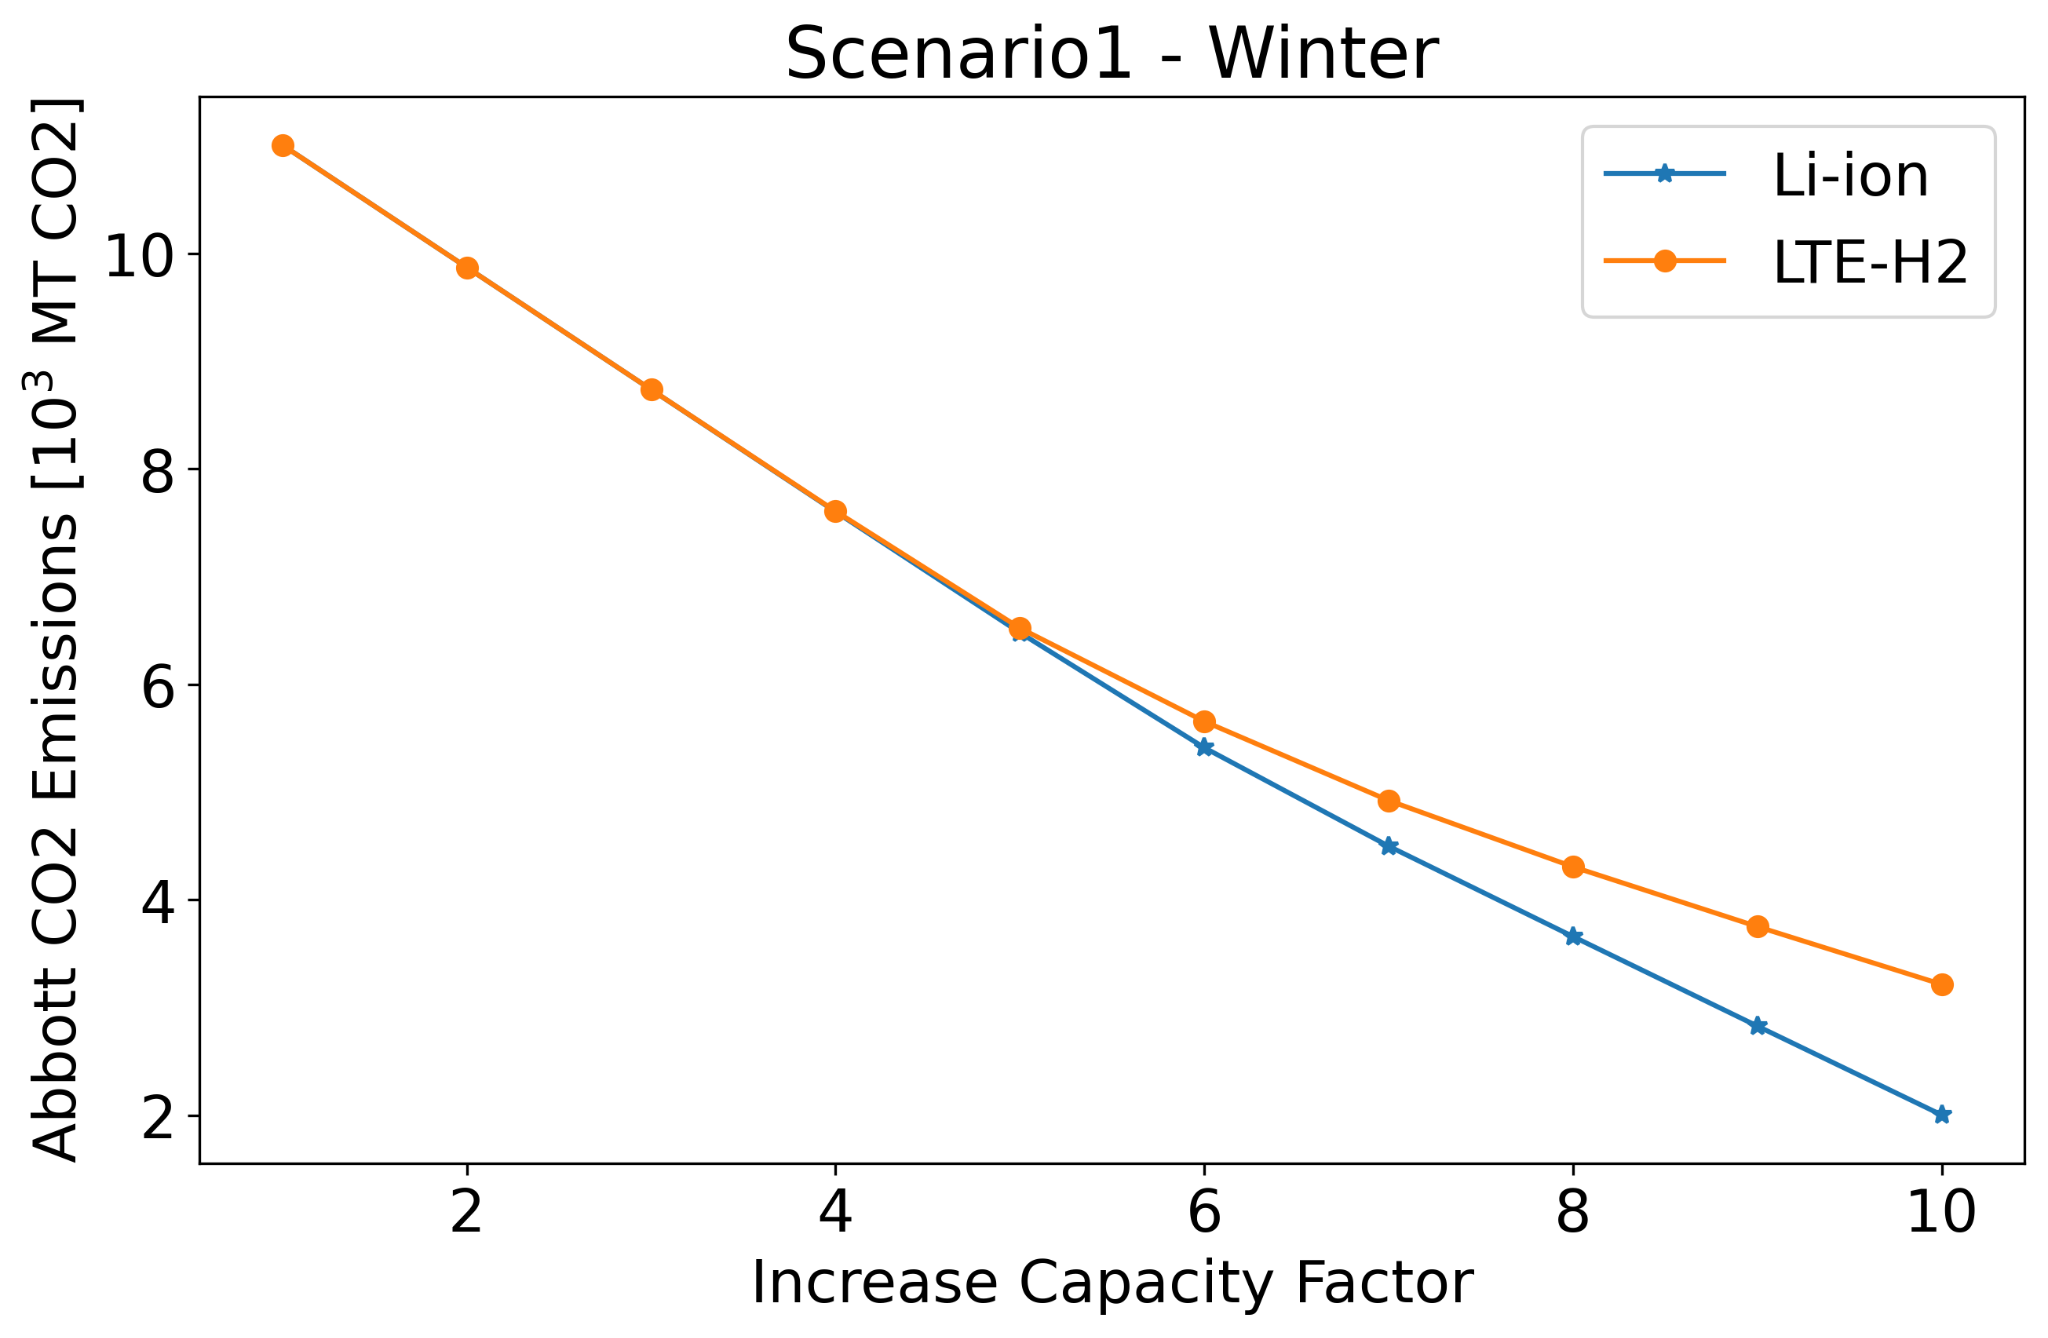 Scenario1 - Winter
Abbott CO2 Emissions [10³ MT CO2]
10
8
6
4
2
Li-ion
LTE-H2
2 4 6 8 10
Increase Capacity Factor